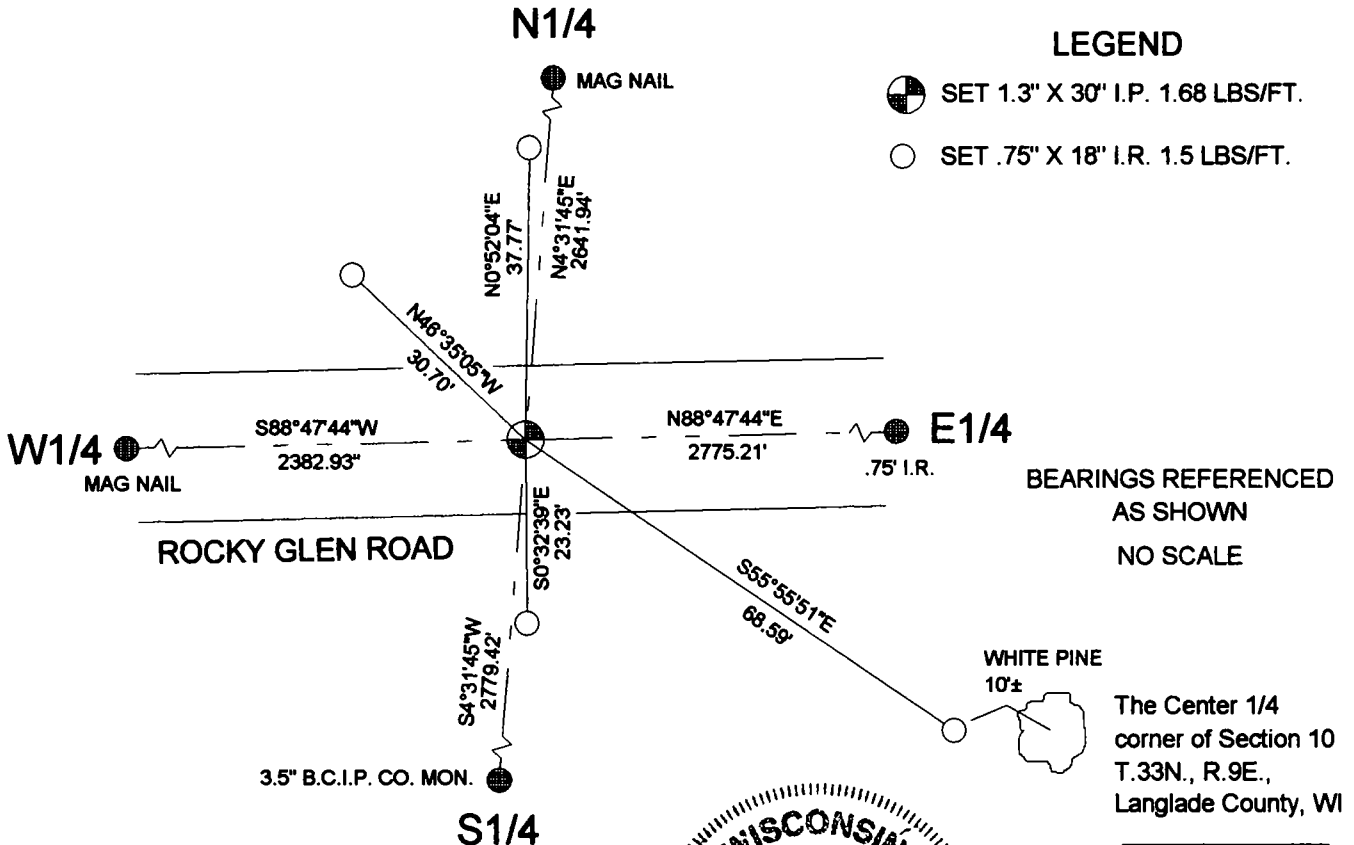 N1/4
MAG NAIL
LEGEND
SET 1.3" X 30" I.P. 1.68 LBS/FT.
SET .75" X 18" I.R. 1.5 LBS/FT.
N0°52'04"E
37.77'
N4°31'45"E
2641.94'
N46°35'05"W
30.70'
W1/4
MAG NAIL
S88°47'44"W
2382.93"
N88°47'44"E
2775.21'
E1/4
.75' I.R.
BEARINGS REFERENCED
AS SHOWN
NO SCALE
ROCKY GLEN ROAD
S0°32'39"E
23.23'
S55°55'51"E
68.59'
S4°31'45"W
2779.42'
WHITE PINE
10'±
The Center 1/4
corner of Section 10
T.33N., R.9E.,
Langlade County, WI
3.5" B.C.I.P. CO. MON.
S1/4
WISCONSIN